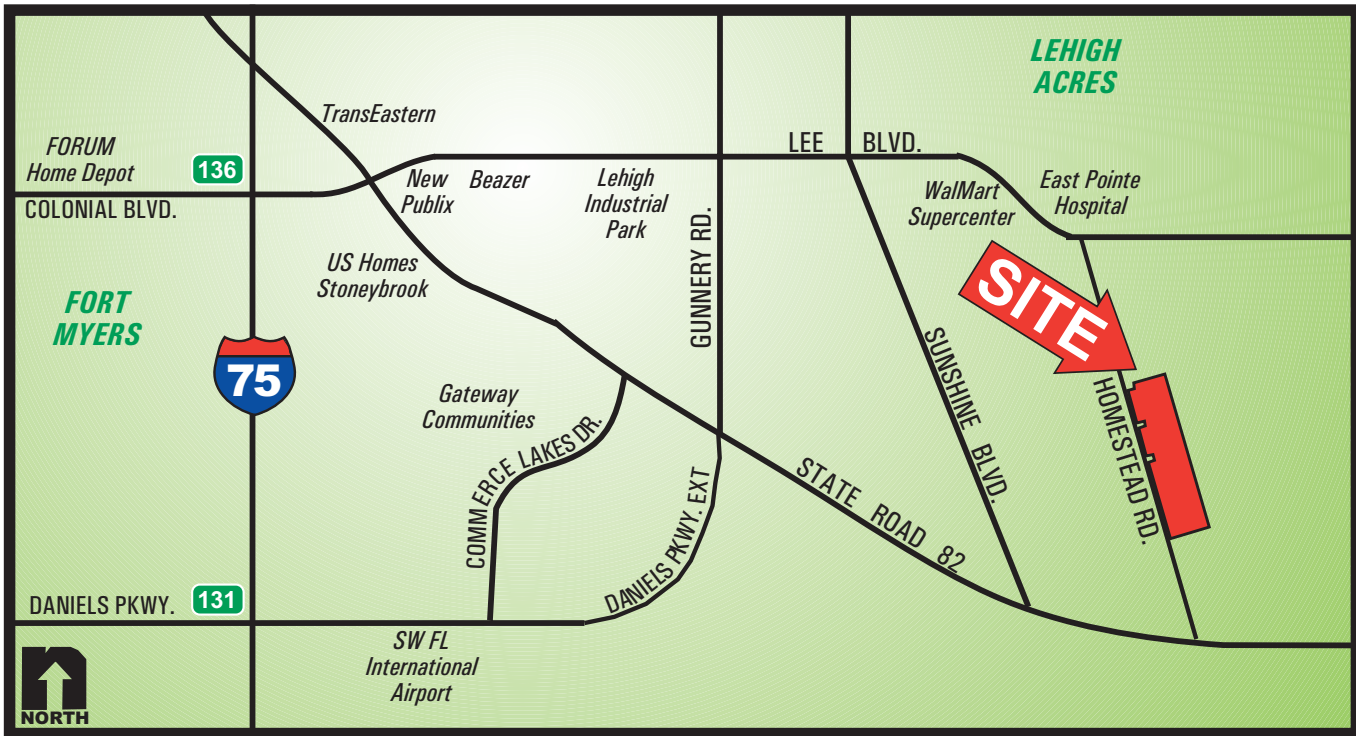 LEHIGH
ACRES
TransEastern
FORUM
Home Depot
136
LEE BLVD.
COLONIAL BLVD.
New
Publix
Beazer
Lehigh
Industrial
Park
WalMart
Supercenter
East Pointe
Hospital
GUNNERY RD.
US Homes
Stoneybrook
FORT
MYERS
75
SITE
SUNSHINE BLVD.
HOMESTEAD RD.
Gateway
Communities
COMMERCE LAKES DR.
DANIELS PKWY. EXT
STATE ROAD 82
DANIELS PKWY.
131
SW FL
International
Airport
n
NORTH